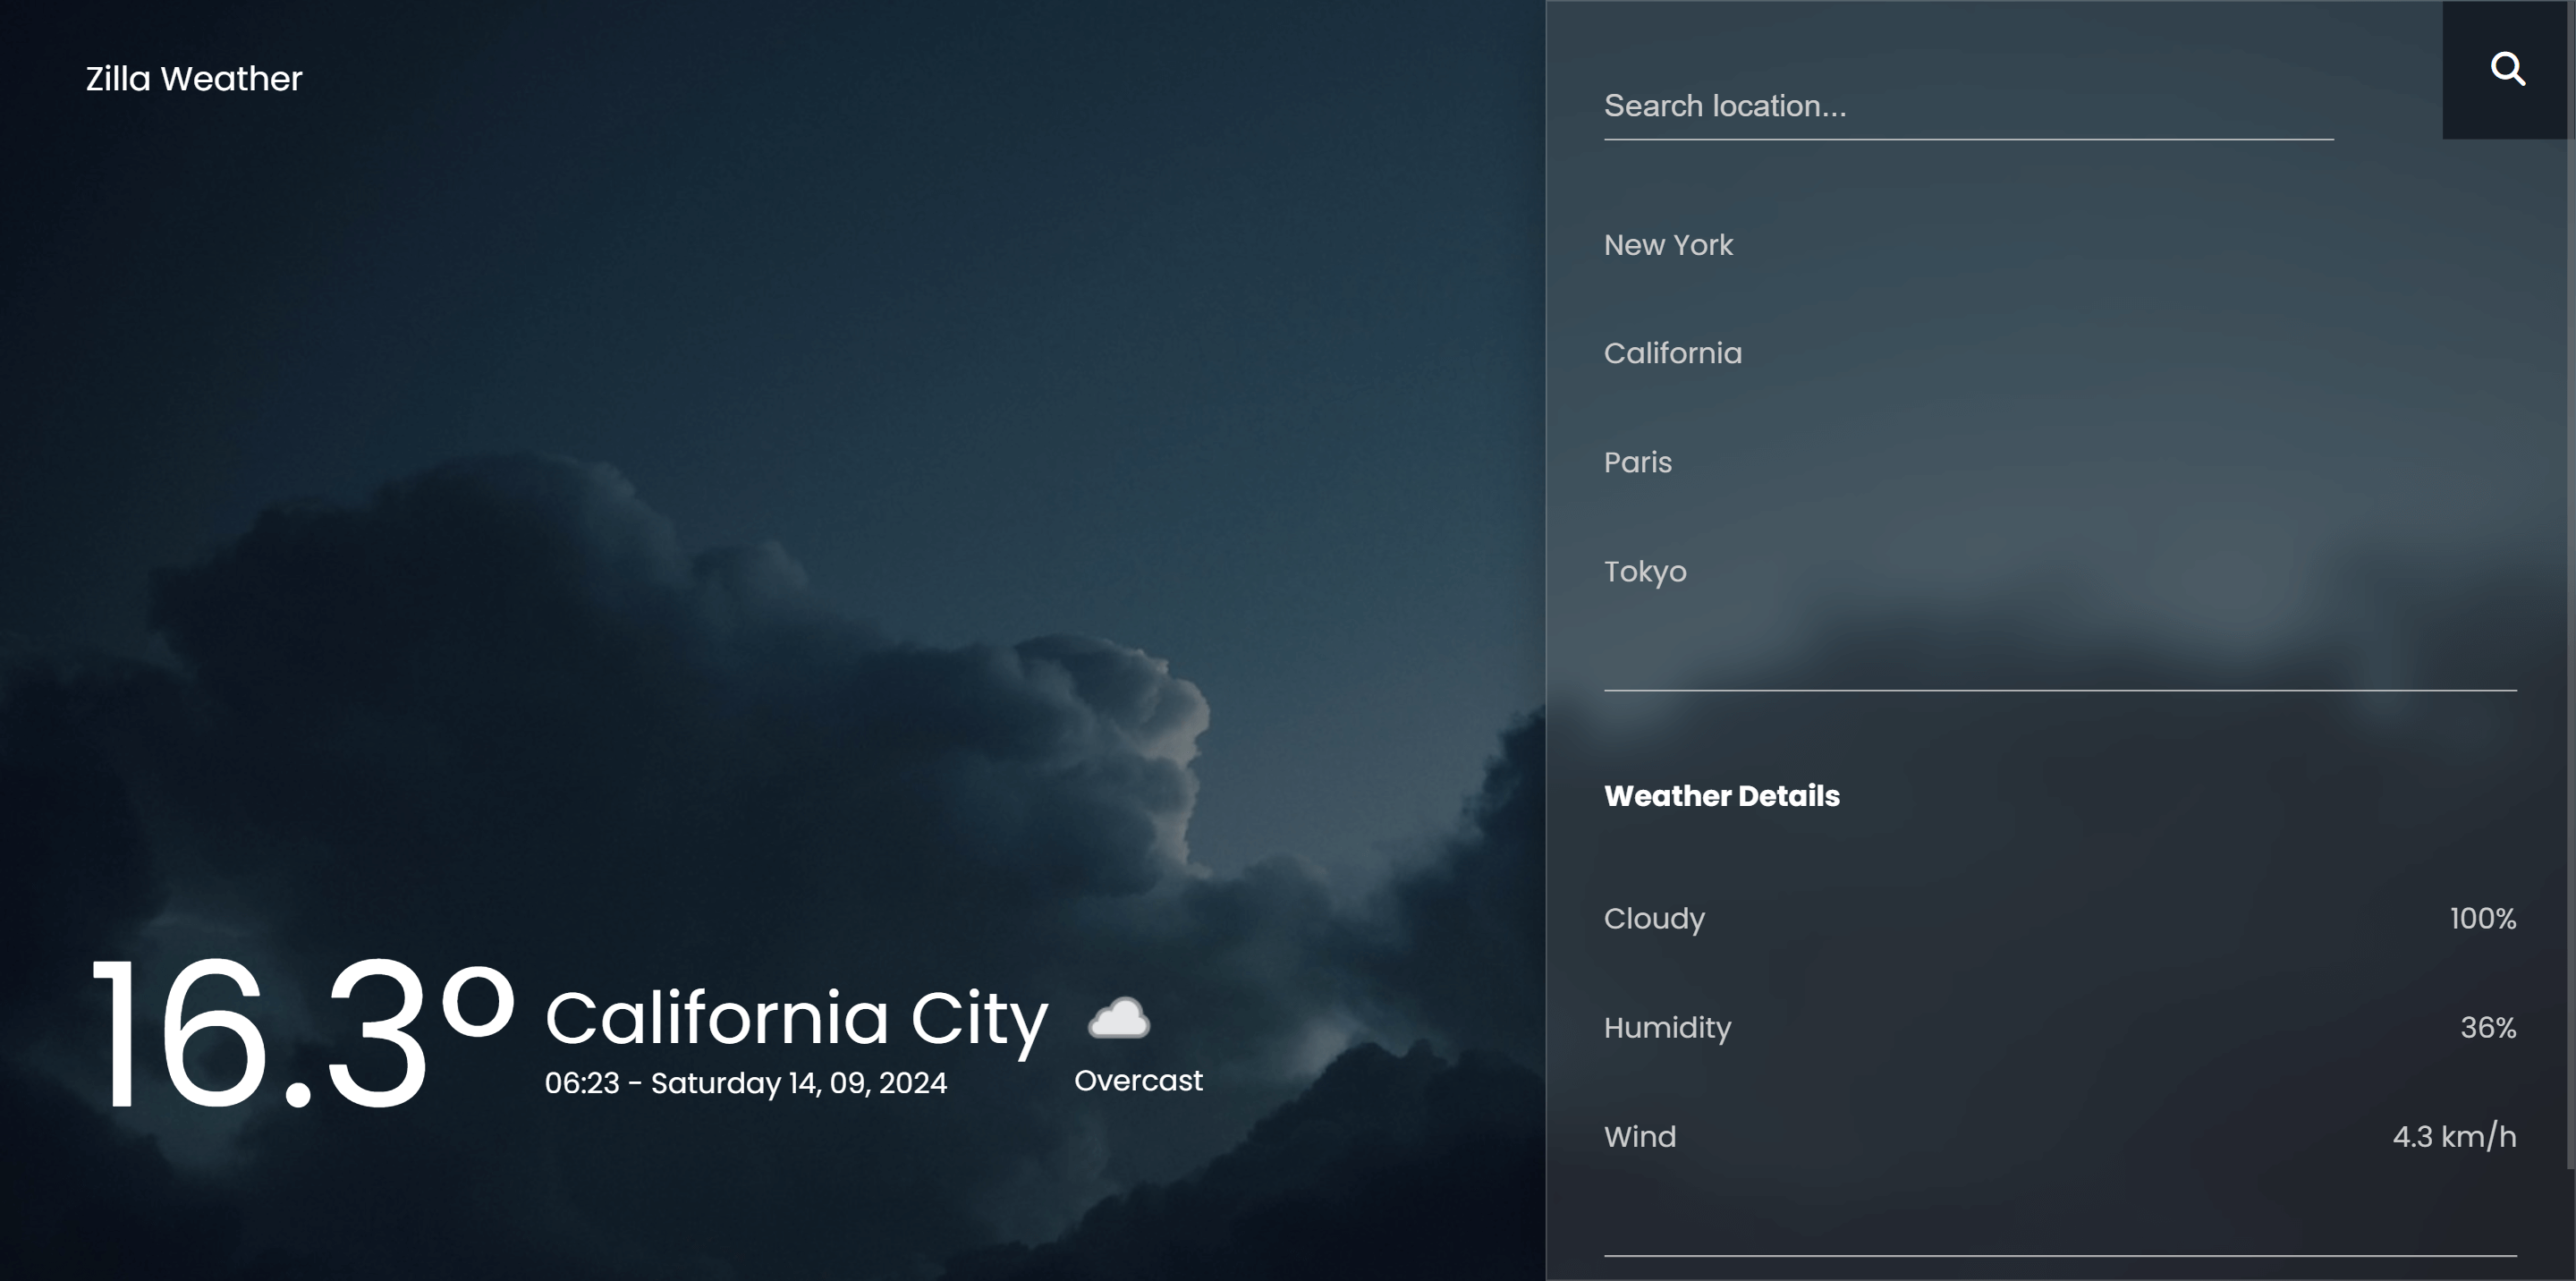 Zilla Weather
16.3°
California City
06:23 - Saturday 14, 09, 2024
Overcast
Search location...
New York
California
Paris
Tokyo
Weather Details
Cloudy 100%
Humidity 36%
Wind 4.3 km/h